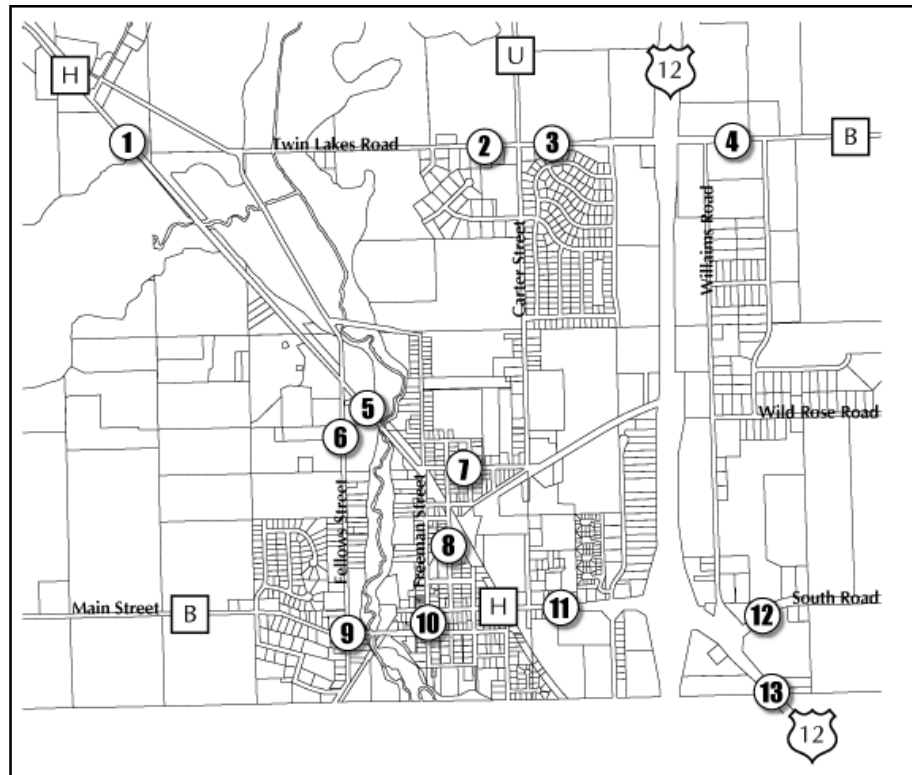 U
H
12
1
Twin Lakes Road
2
3
4
B
Willaims Road
Carter Street
5
Wild Rose Road
6
7
Fellows Street
Freeman Street
8
Main Street
B
H
11
South Road
9
10
12
13
12